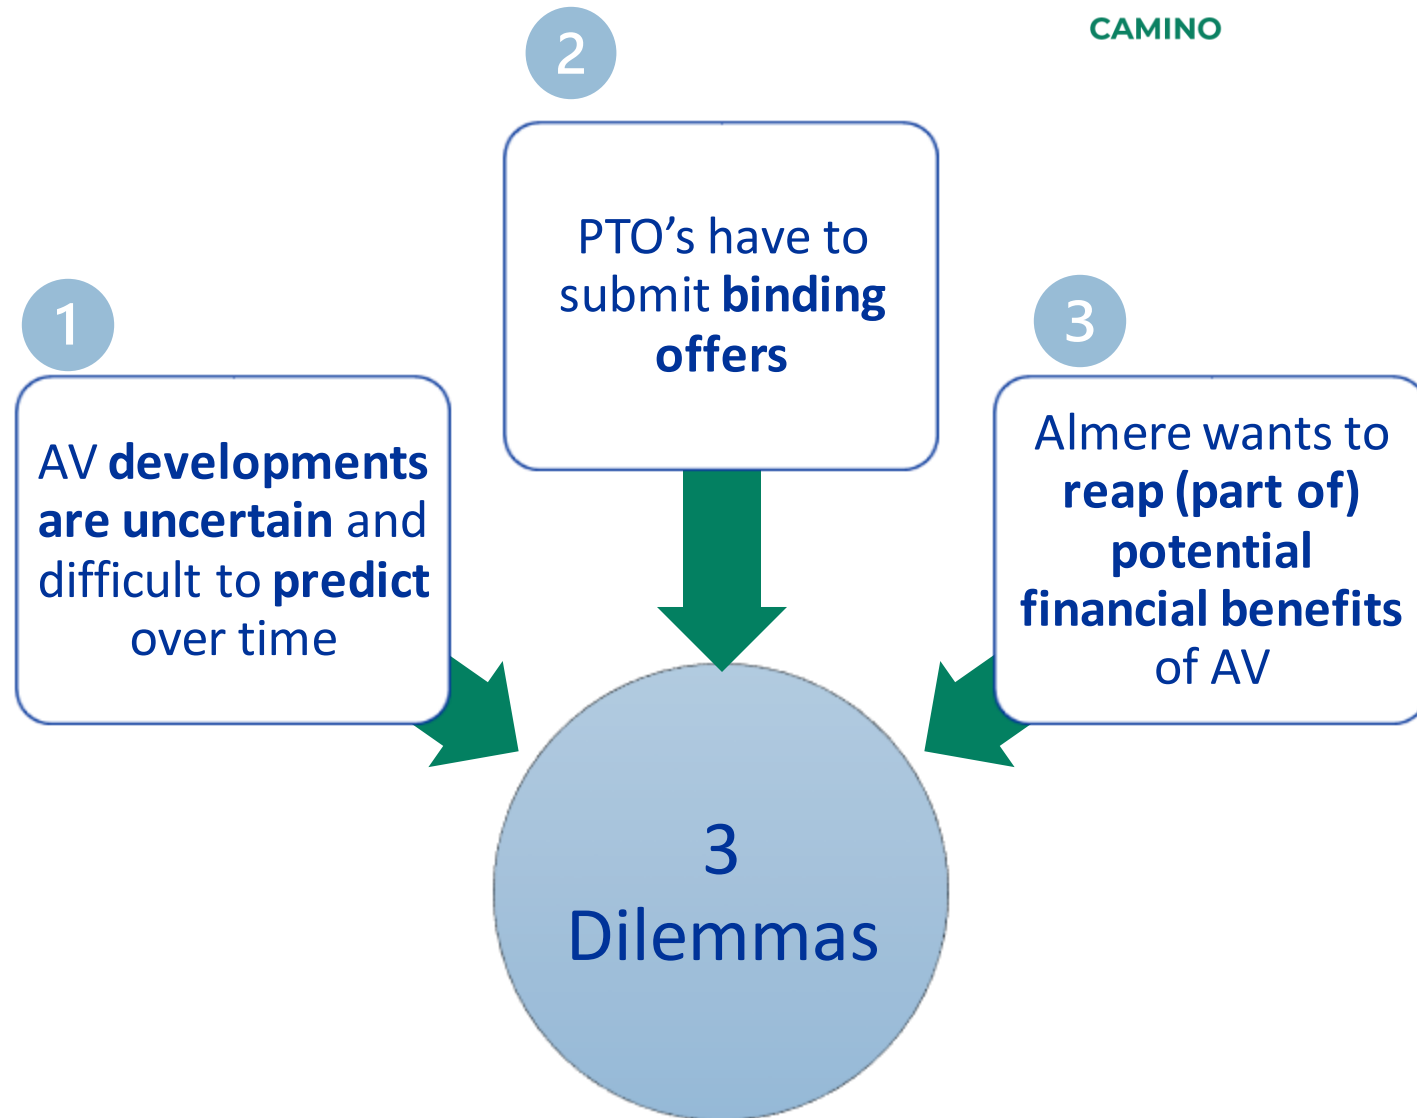 CAMINO
1
AV developments
are uncertain and
difficult to predict
over time
2
PTO’s have to
submit binding
offers
3
Almere wants to
reap (part of)
potential
financial benefits
of AV
3
Dilemmas